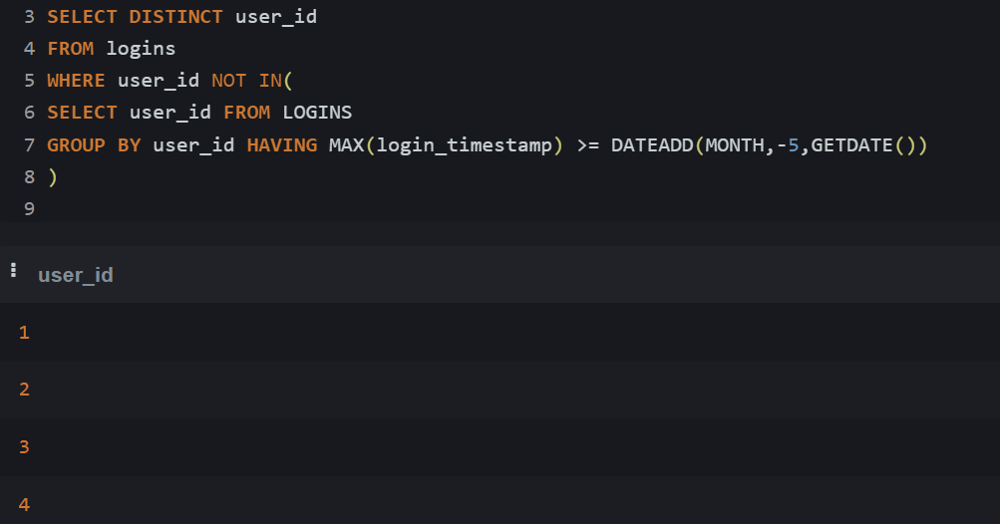 3 SELECT DISTINCT user_id
4 FROM logins
5 WHERE user_id NOT IN(
6 SELECT user_id FROM LOGINS
7 GROUP BY user_id HAVING MAX(login_timestamp) >= DATEADD(MONTH,-5,GETDATE())
8 )
9
user_id
1
2
3
4